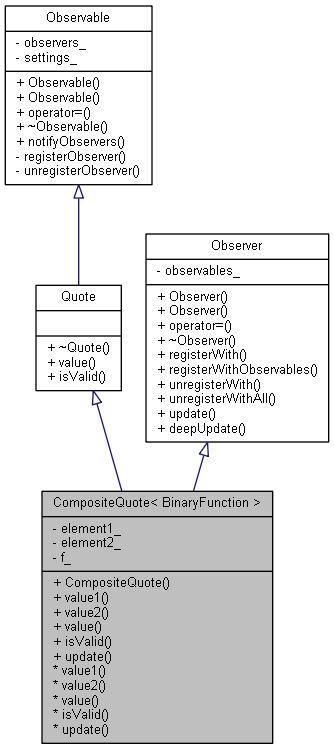 Observable
- observers_
- settings_
+ Observable()
+ Observable()
+ operator=()
+ ~Observable()
+ notifyObservers()
- registerObserver()
- unregisterObserver()
Observer
- observables_
+ Observer()
+ Observer()
+ operator=()
+ ~Observer()
+ registerWith()
+ registerWithObservables()
+ unregisterWith()
+ unregisterWithAll()
+ update()
+ deepUpdate()
Quote
+ ~Quote()
+ value()
+ isValid()
CompositeQuote< BinaryFunction >
- element1_
- element2_
- f_
+ CompositeQuote()
+ value1()
+ value2()
+ value()
+ isValid()
+ update()
* value1()
* value2()
* value()
* isValid()
* update()